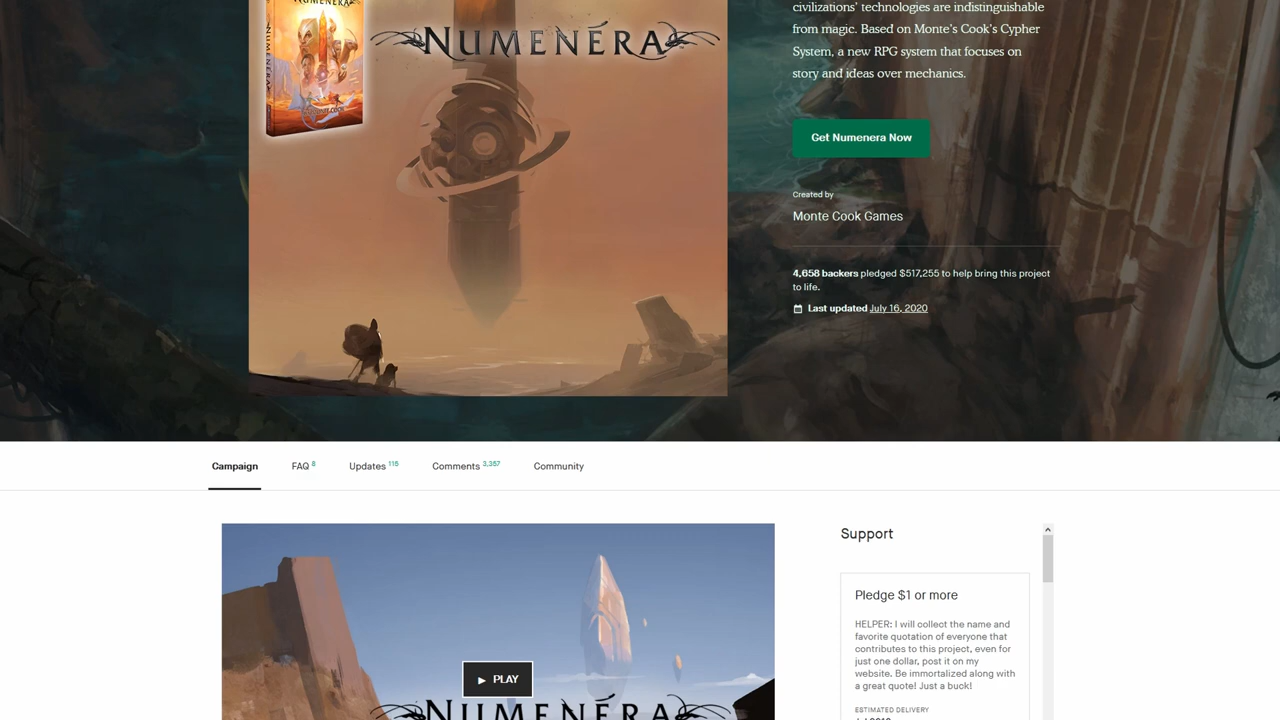 NUMENERA
NUMENÉRA
NUMENERA
civilizations' technologies are indistinguishable
from magic. Based on Monte's Cook's Cypher
System, a new RPG system that focuses on
story and ideas over mechanics.
Get Numenera Now
Created by
Monte Cook Games
4,658 backers pledged $517,255 to help bring this project
to life.
Last updated July 16, 2020
Campaign
FAQ 8
Updates 115
Comments 3,357
Community
PLAY
NUMENERA
Support
Pledge $1 or more
HELPER: I will collect the name and
favorite quotation of everyone that
contributes to this project, even for
just one dollar, post it on my
website. Be immortalized along with
a great quote! Just a buck!
ESTIMATED DELIVERY